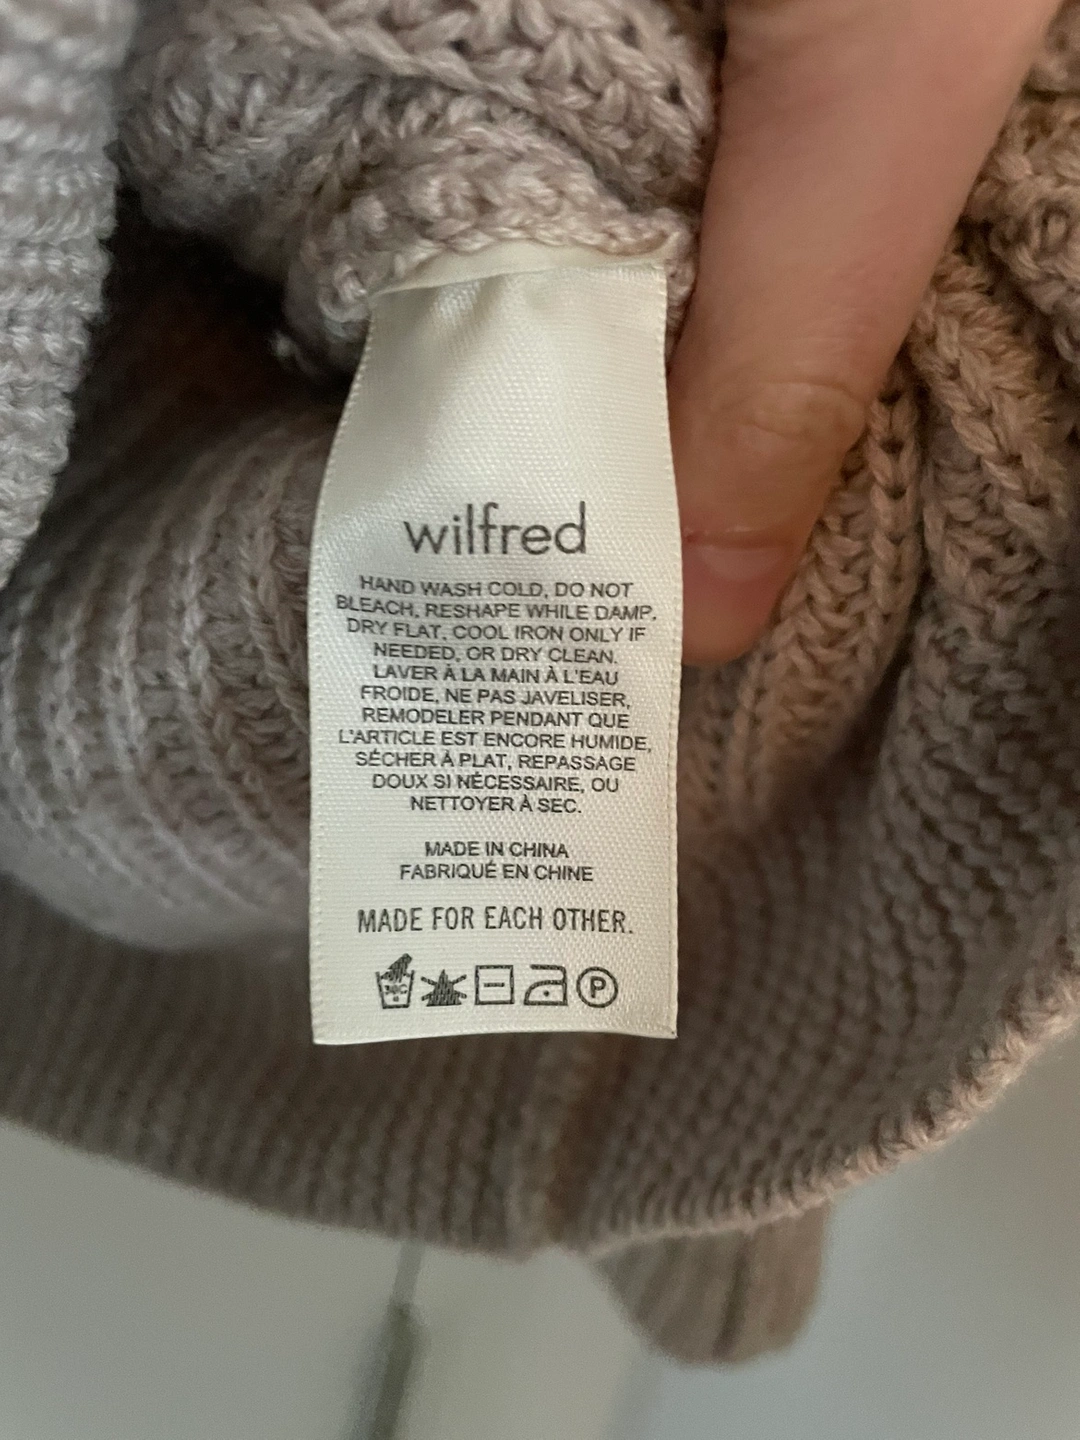 wilfred
HAND WASH COLD, DO NOT
BLEACH, RESHAPE WHILE DAMP.
DRY FLAT, COOL IRON ONLY IF
NEEDED, OR DRY CLEAN.
LAVER À LA MAIN À L'EAU
FROIDE, NE PAS JAVELISER,
REMODELER PENDANT QUE
L'ARTICLE EST ENCORE HUMIDE,
SÉCHER À PLAT, REPASSAGE
DOUX SI NÉCESSAIRE, OU
NETTOYER À SEC.
MADE IN CHINA
FABRIQUÉ EN CHINE
MADE FOR EACH OTHER.
30C P